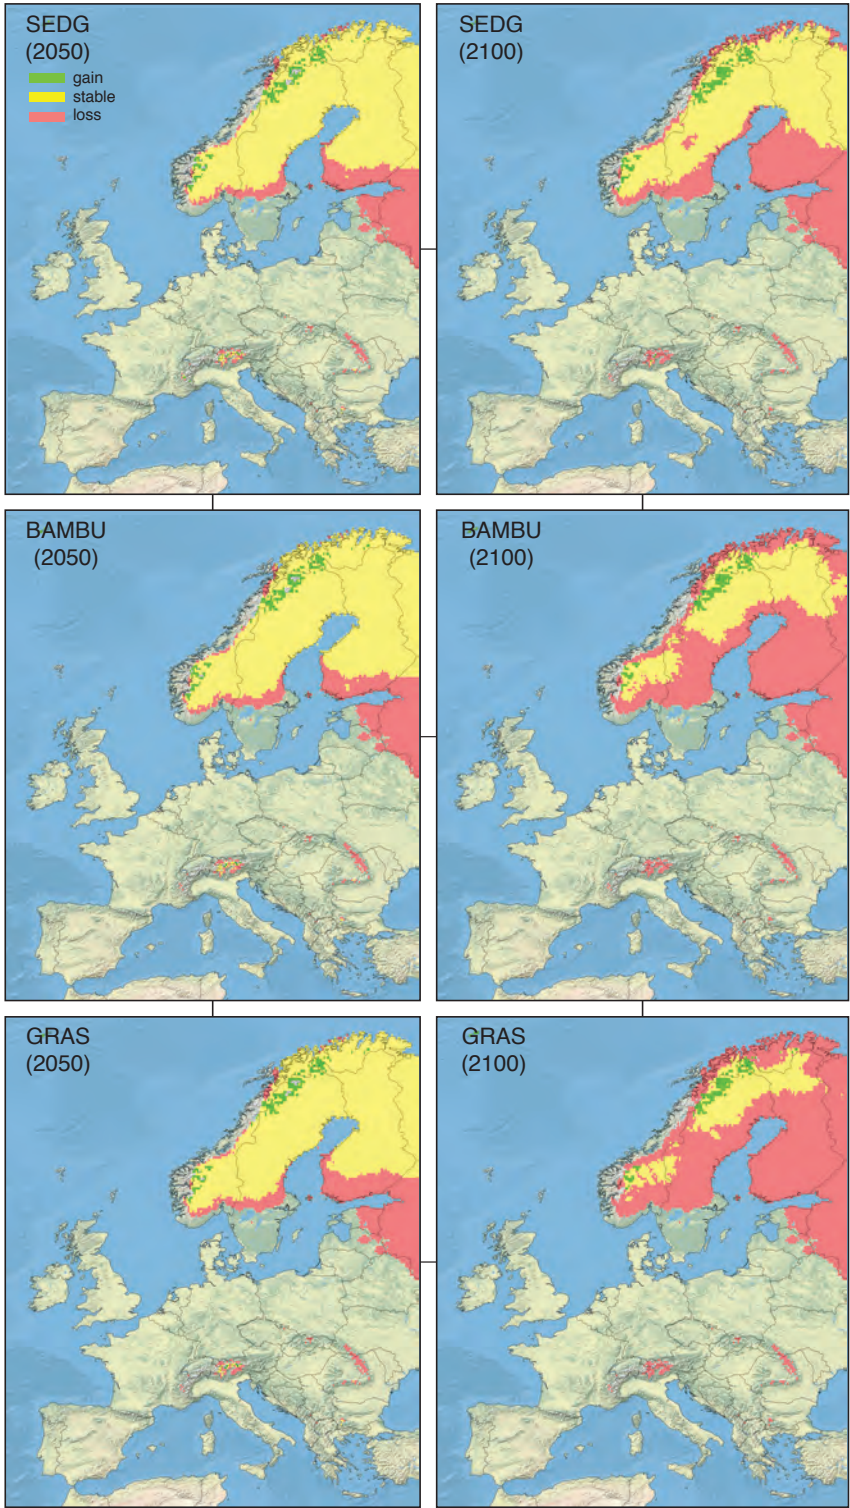 SEDG
(2050)
gain
stable
loss
SEDG
(2100)
BAMBU
(2050)
BAMBU
(2100)
GRAS
(2050)
GRAS
(2100)